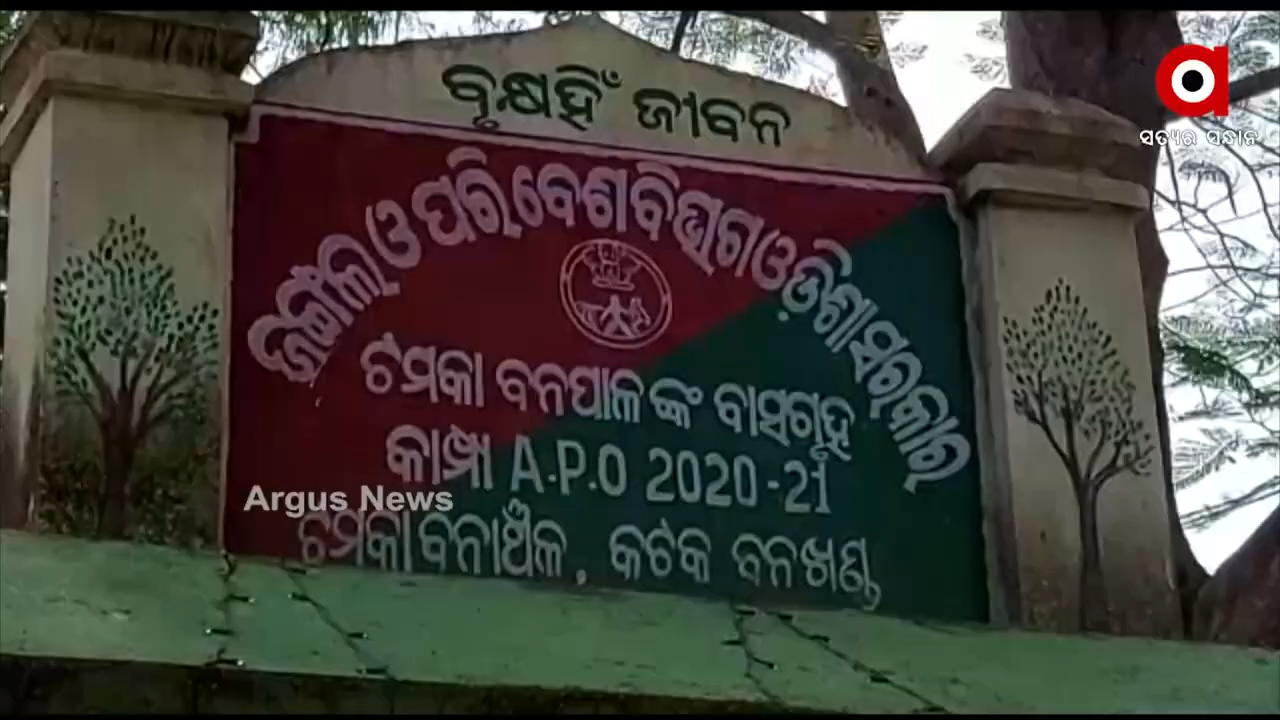 ବୃକ୍ଷହିଁ ଜୀବନ
ଜଙ୍ଗଲ ଓ ପରିବେଶ ବିଭାଗ ଓଡ଼ିଶା ସରକାର
ଟମକା ବନପାଳଙ୍କ ବାସଗୃହ
କାମ୍ପା A.P.O 2020-21
ଟମକା ବନାଞ୍ଚଳ, କଟକ ବନଖଣ୍ଡ
Argus News
a
ସତ୍ୟର ସନ୍ଧାନ